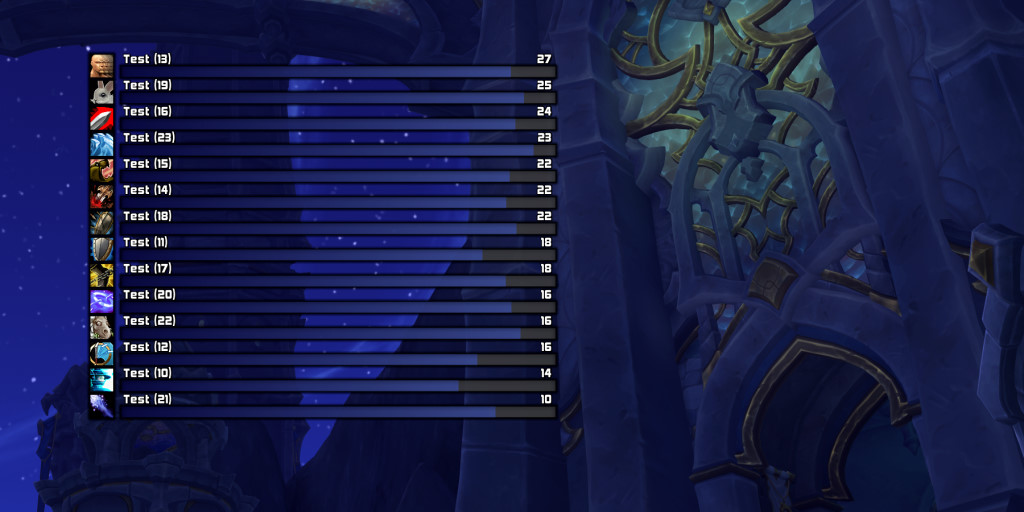 Test (13) 27
Test (19) 25
Test (16) 24
Test (23) 23
Test (15) 22
Test (14) 22
Test (18) 22
Test (11) 18
Test (17) 18
Test (20) 16
Test (22) 16
Test (12) 16
Test (10) 14
Test (21) 10